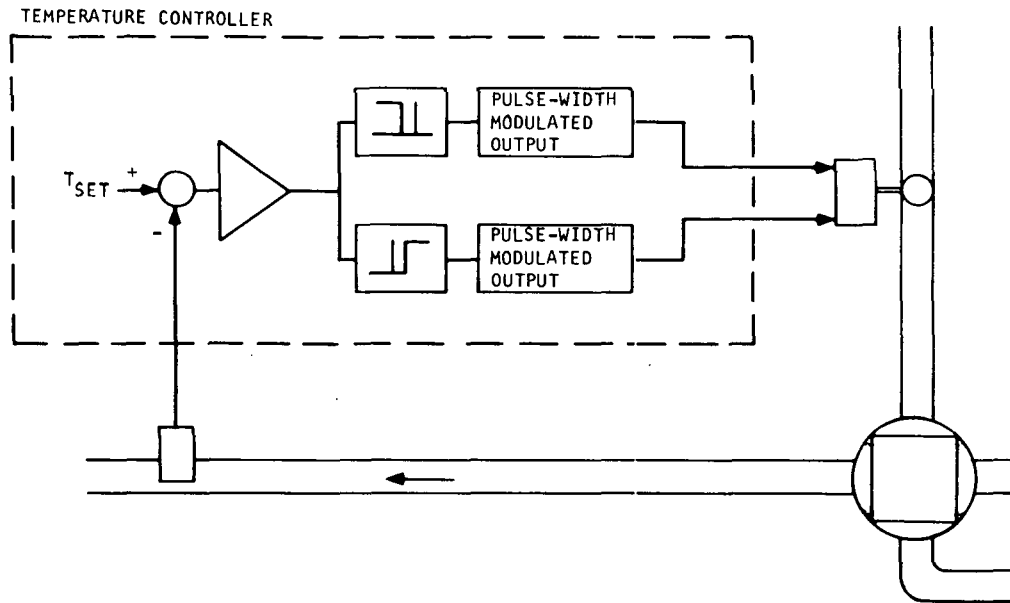 TEMPERATURE CONTROLLER
PULSE-WIDTH
MODULATED
OUTPUT
T SET
+
-
PULSE-WIDTH
MODULATED
OUTPUT